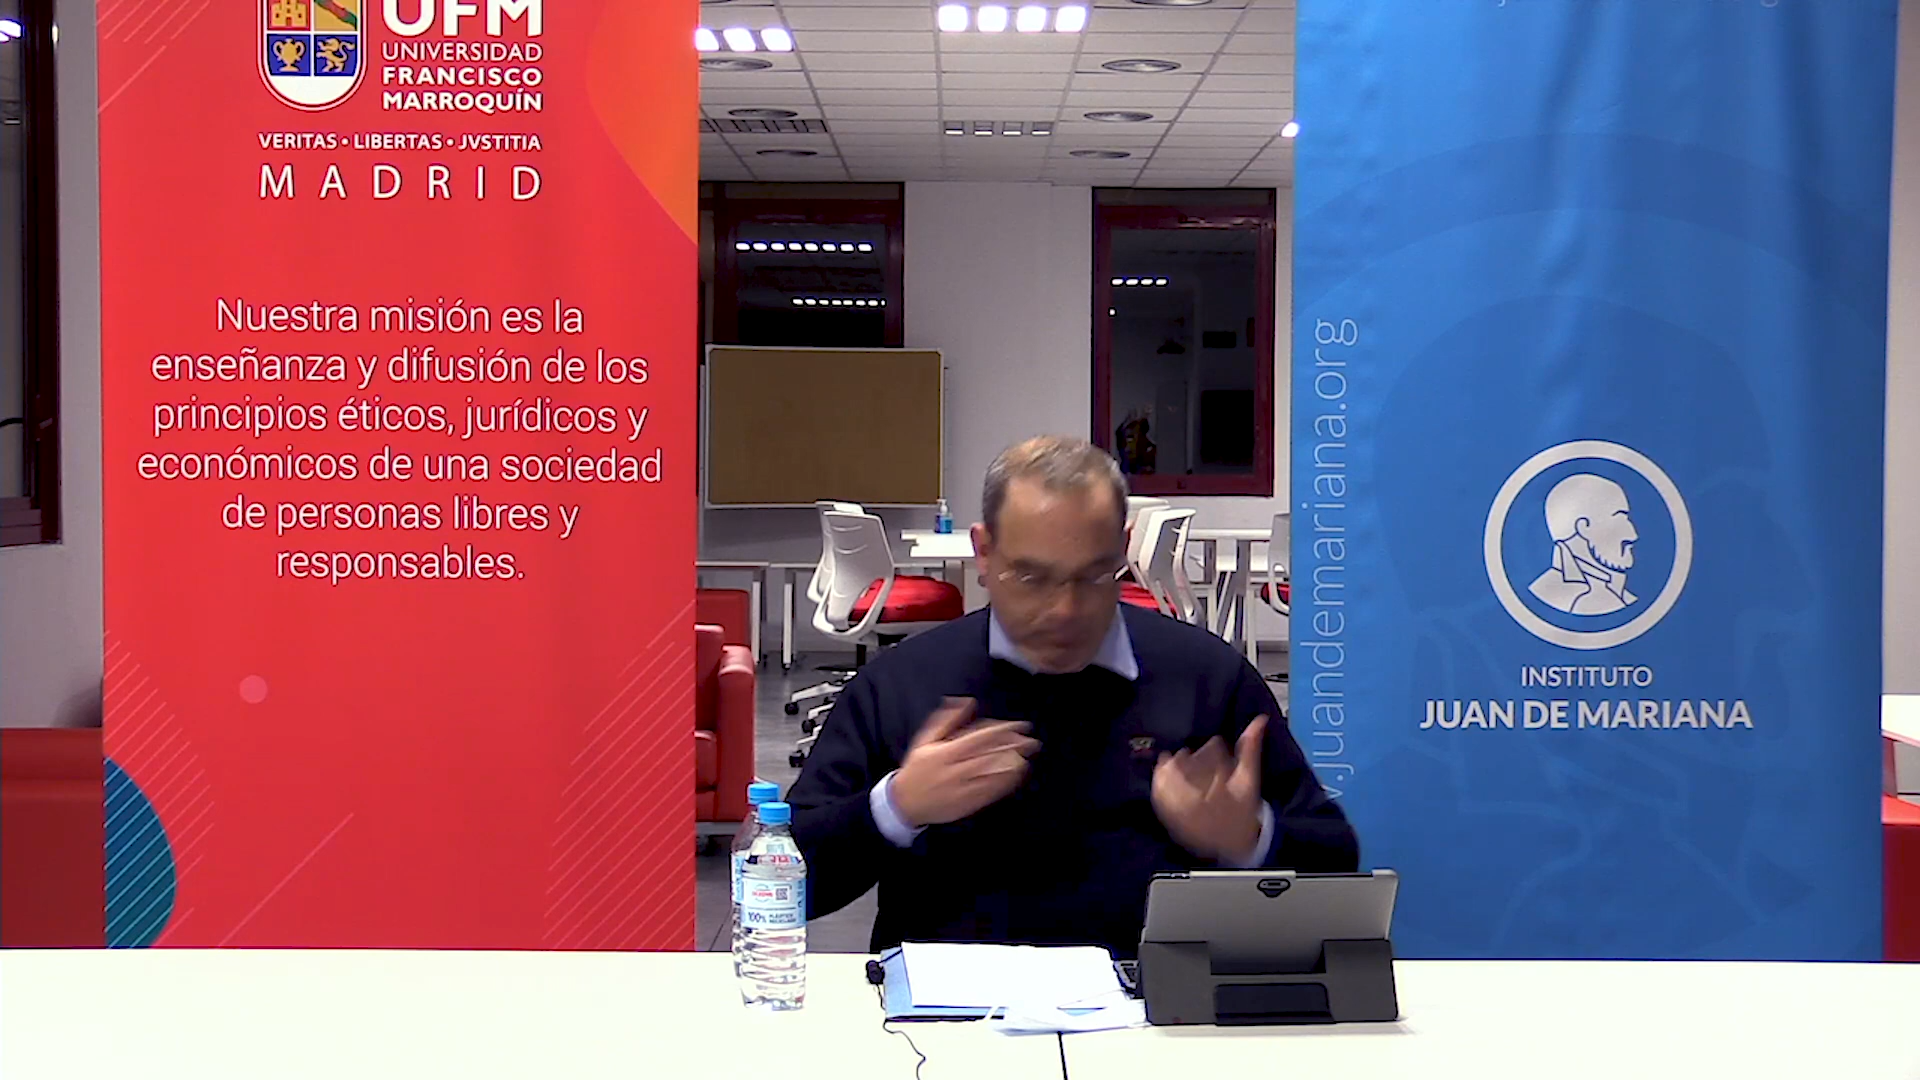 UFM
UNIVERSIDAD
FRANCISCO
MARROQUÍN
VERITAS • LIBERTAS • JVSTITIA
MADRID
Nuestra misión es la
enseñanza y difusión de los
principios éticos, jurídicos y
económicos de una sociedad
de personas libres y
responsables.
.juandemariana.org
INSTITUTO
JUAN DE MARIANA
100%